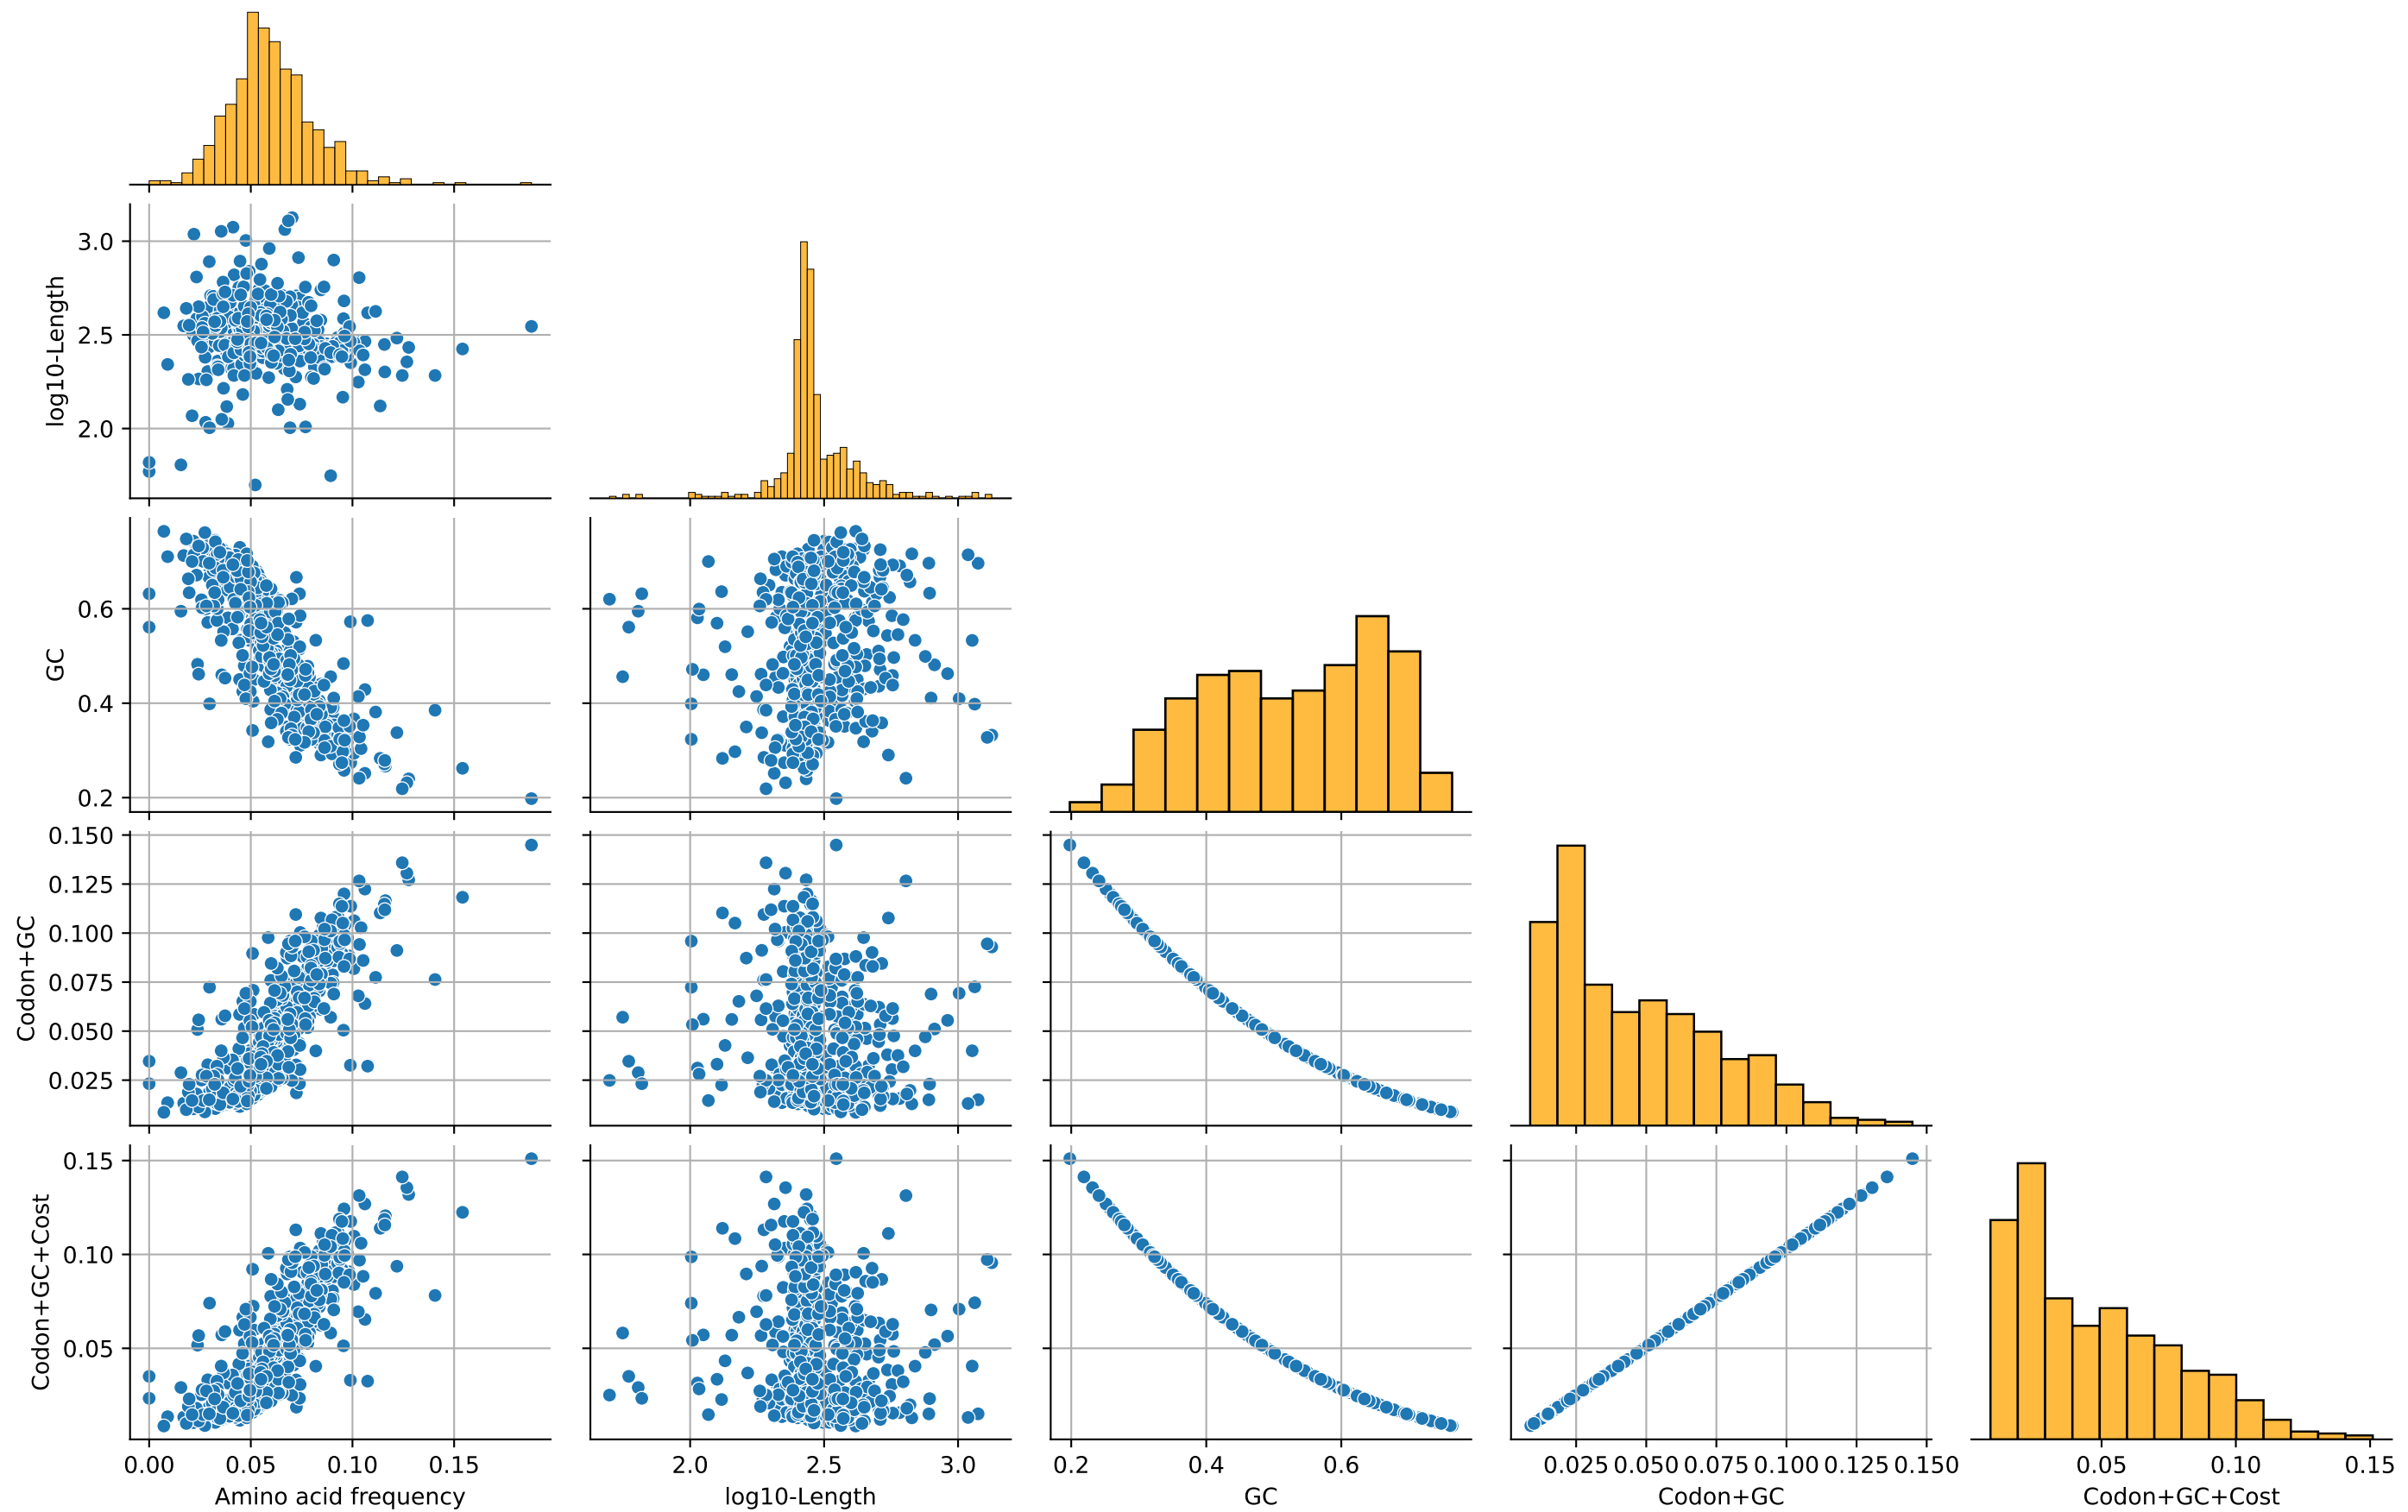 log10-Length
3.0
2.5
2.0
GC
0.6
0.4
0.2
Codon+GC
0.150
0.125
0.100
0.075
0.050
0.025
Codon+GC+Cost
0.15
0.10
0.05
0.00 0.05 0.10 0.15
Amino acid frequency
2.0 2.5 3.0
log10-Length
0.2 0.4 0.6
GC
0.025 0.050 0.075 0.100 0.125 0.150
Codon+GC
0.05 0.10 0.15
Codon+GC+Cost